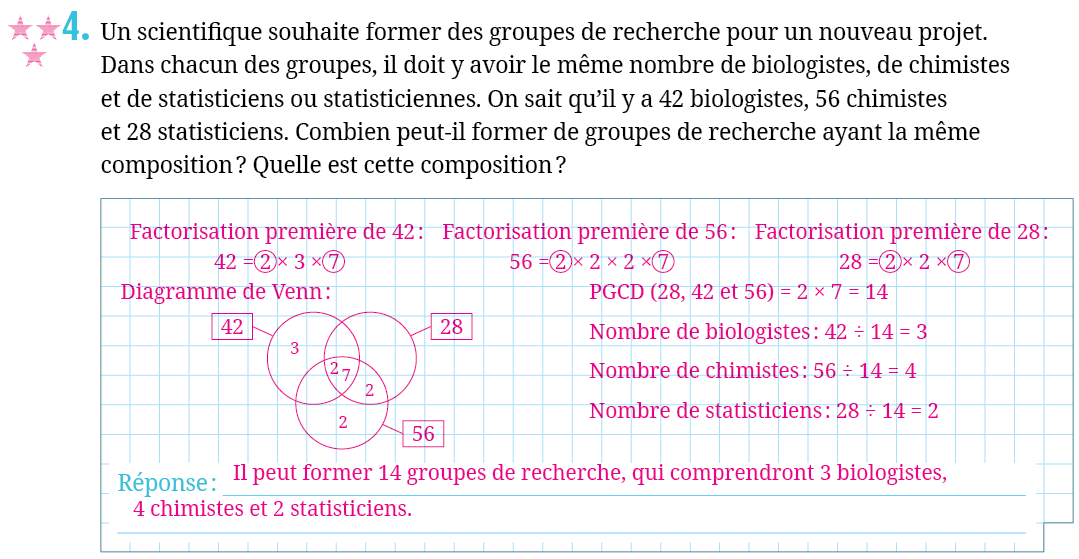 4. Un scientifique souhaite former des groupes de recherche pour un nouveau projet.
Dans chacun des groupes, il doit y avoir le même nombre de biologistes, de chimistes
et de statisticiens ou statisticiennes. On sait qu’il y a 42 biologistes, 56 chimistes
et 28 statisticiens. Combien peut-il former de groupes de recherche ayant la même
composition ? Quelle est cette composition ?
Factorisation première de 42 : Factorisation première de 56 : Factorisation première de 28 :
42 = 2 × 3 × 7 56 = 2 × 2 × 2 × 7 28 = 2 × 2 × 7
Diagramme de Venn : PGCD (28, 42 et 56) = 2 × 7 = 14
42 28
3
2 7
2
2
56
Nombre de biologistes : 42 ÷ 14 = 3
Nombre de chimistes : 56 ÷ 14 = 4
Nombre de statisticiens : 28 ÷ 14 = 2
Réponse : Il peut former 14 groupes de recherche, qui comprendront 3 biologistes,
4 chimistes et 2 statisticiens.